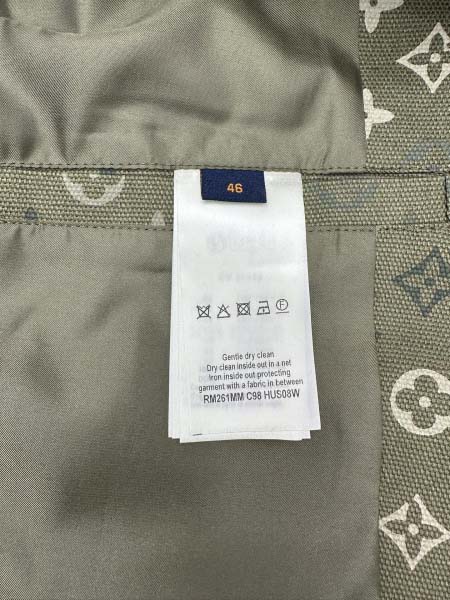 46
Gentle dry clean
Dry clean inside out in a net
Iron inside out protecting
garment with a fabric in between
RM261MM C98 HUS08W